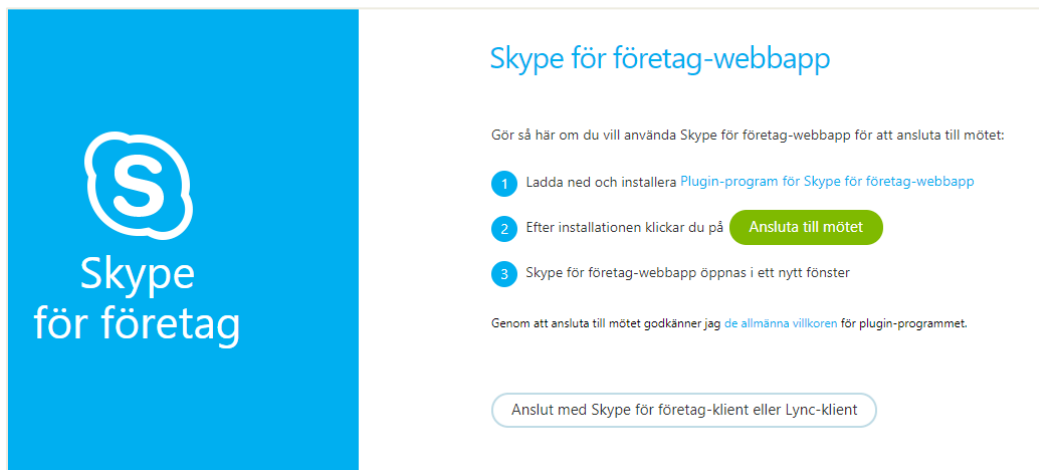 Skype
för företag
Skype för företag-webbapp
Gör så här om du vill använda Skype för företag-webbapp för att ansluta till mötet:
1 Ladda ned och installera Plugin-program för Skype för företag-webbapp
2 Efter installationen klickar du på Ansluta till mötet
3 Skype för företag-webbapp öppnas i ett nytt fönster
Genom att ansluta till mötet godkänner jag de allmänna villkoren för plugin-programmet.
Anslut med Skype för företag-klient eller Lync-klient